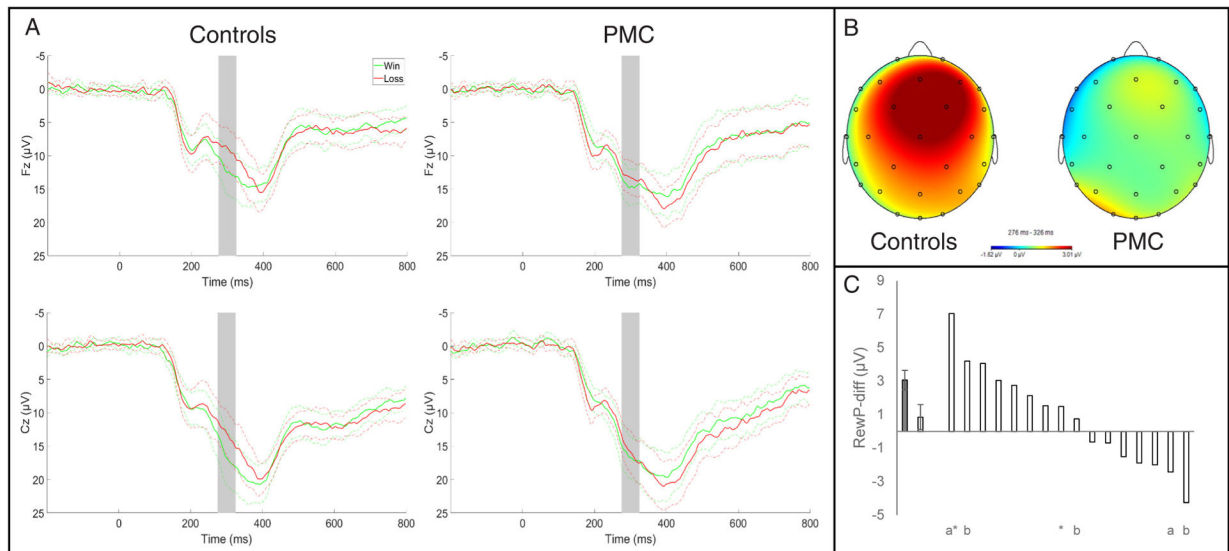 A
Controls
PMC
-5
0
5
10
15
20
25
Fz (µV)
0
200
400
600
800
Time (ms)
Win
Loss
-5
0
5
10
15
20
25
Fz (µV)
0
200
400
600
800
Time (ms)
-5
0
5
10
15
20
25
Cz (µV)
0
200
400
600
800
Time (ms)
-5
0
5
10
15
20
25
Cz (µV)
0
200
400
600
800
Time (ms)
B
Controls
PMC
276 ms - 326 ms
-1.82 µV 0 µV 3.01 µV
C
9
7
5
3
1
-1
-3
-5
RewP-diff (µV)
a* b * b a b